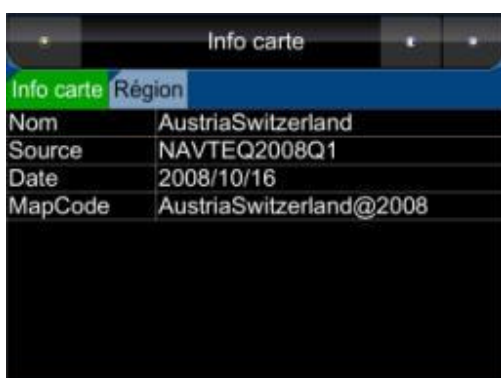 Info carte
Info carte Région
Nom AustriaSwitzerland
Source NAVTEQ2008Q1
Date 2008/10/16
MapCode AustriaSwitzerland@2008